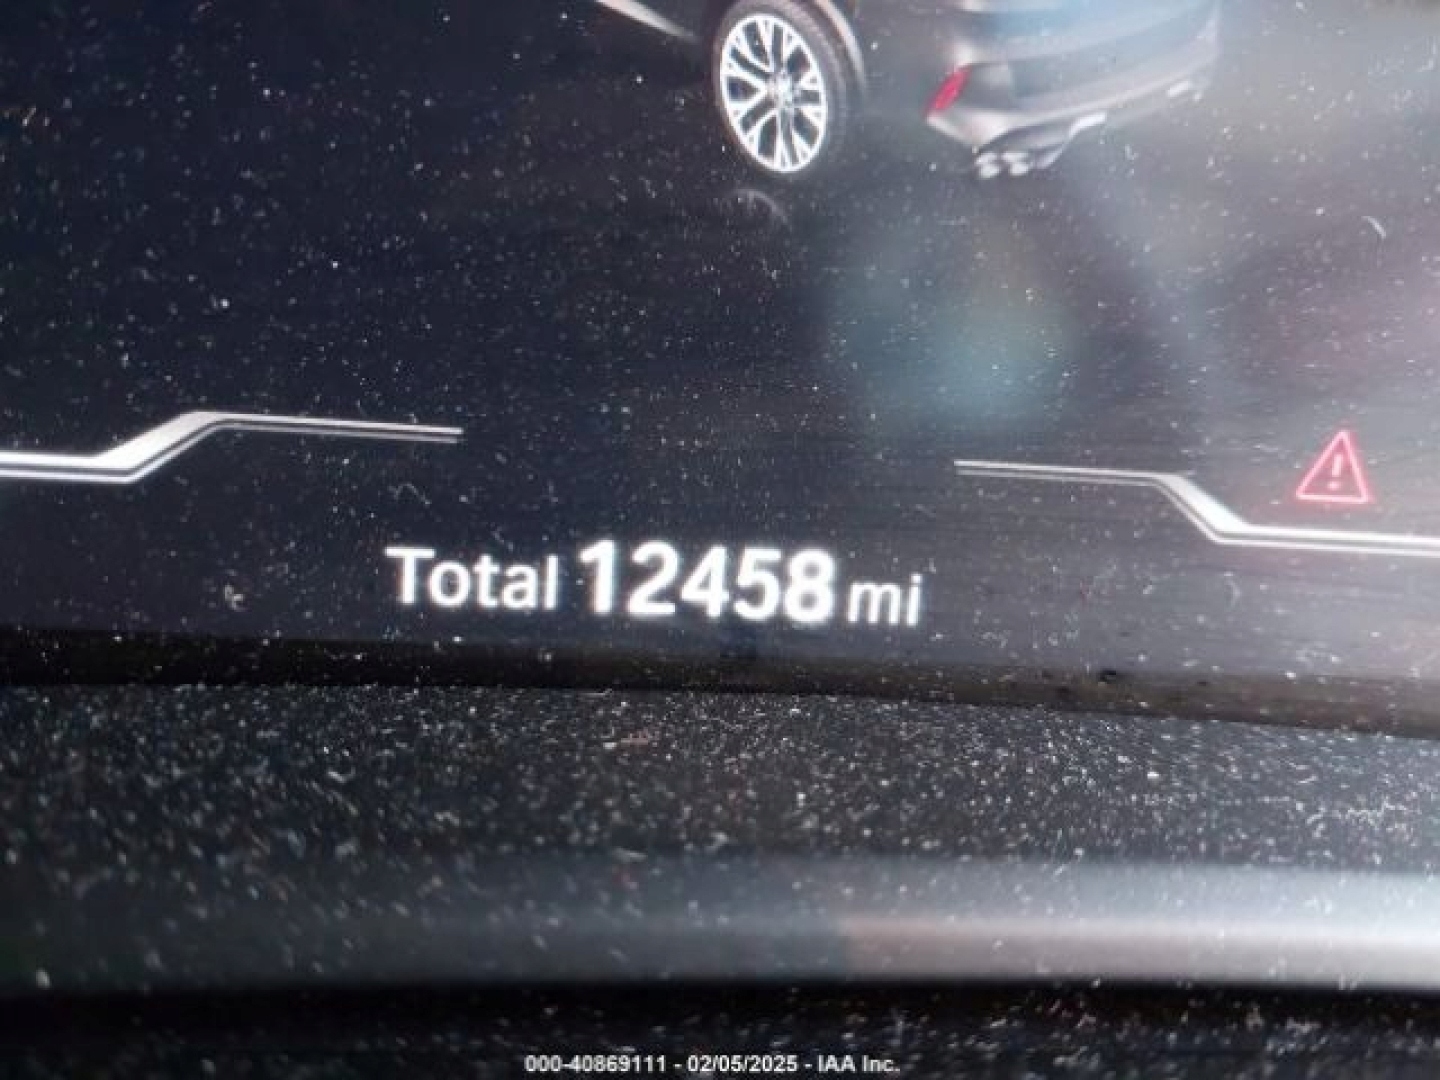 Total 12458 mi
000-40869111 - 02/05/2025 - IAA Inc.